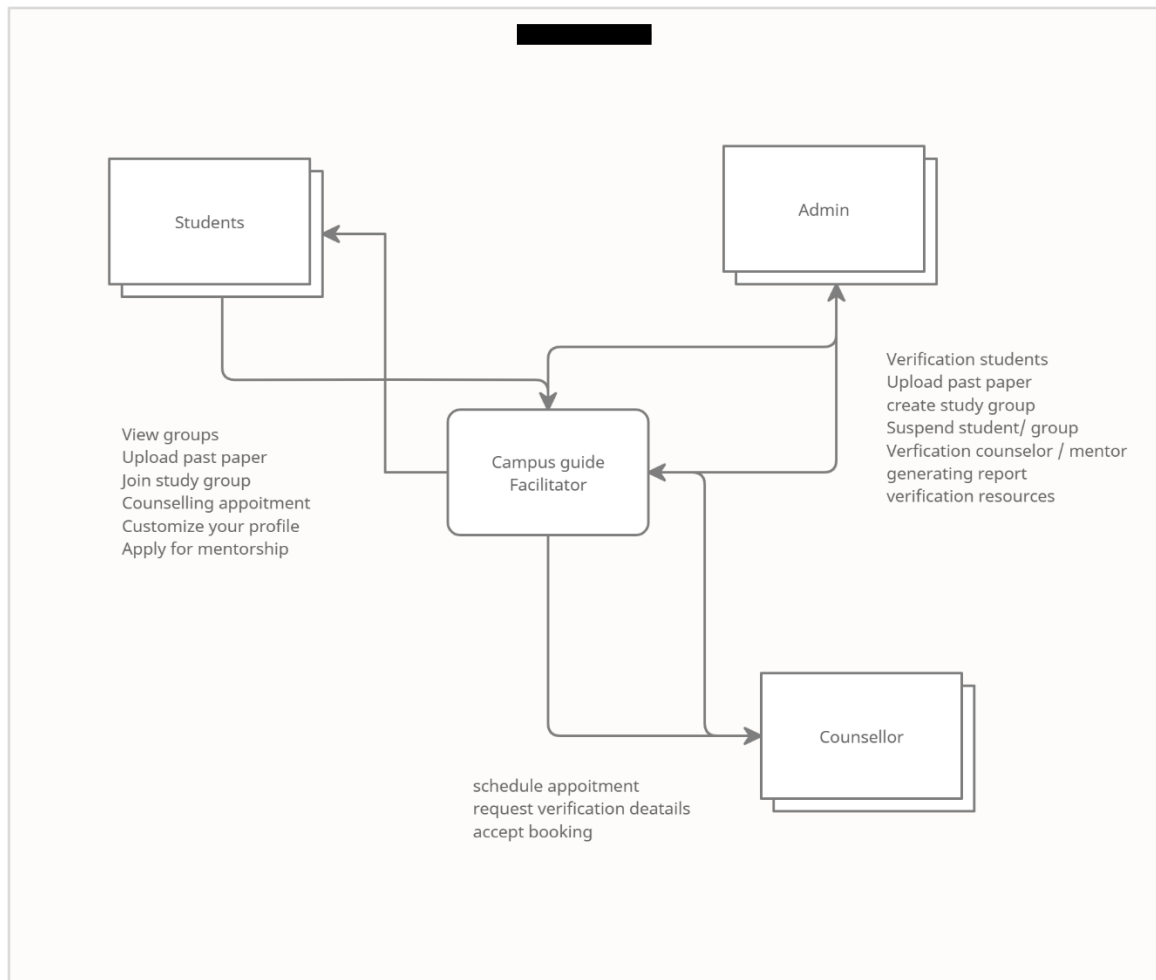 Students
Admin
Verification students
Upload past paper
create study group
Suspend student/ group
Verfication counselor / mentor
generating report
verification resources
View groups
Upload past paper
Join study group
Counselling appoitment
Customize your profile
Apply for mentorship
Campus guide
Facilitator
Counsellor
schedule appoitment
request verification deatails
accept booking